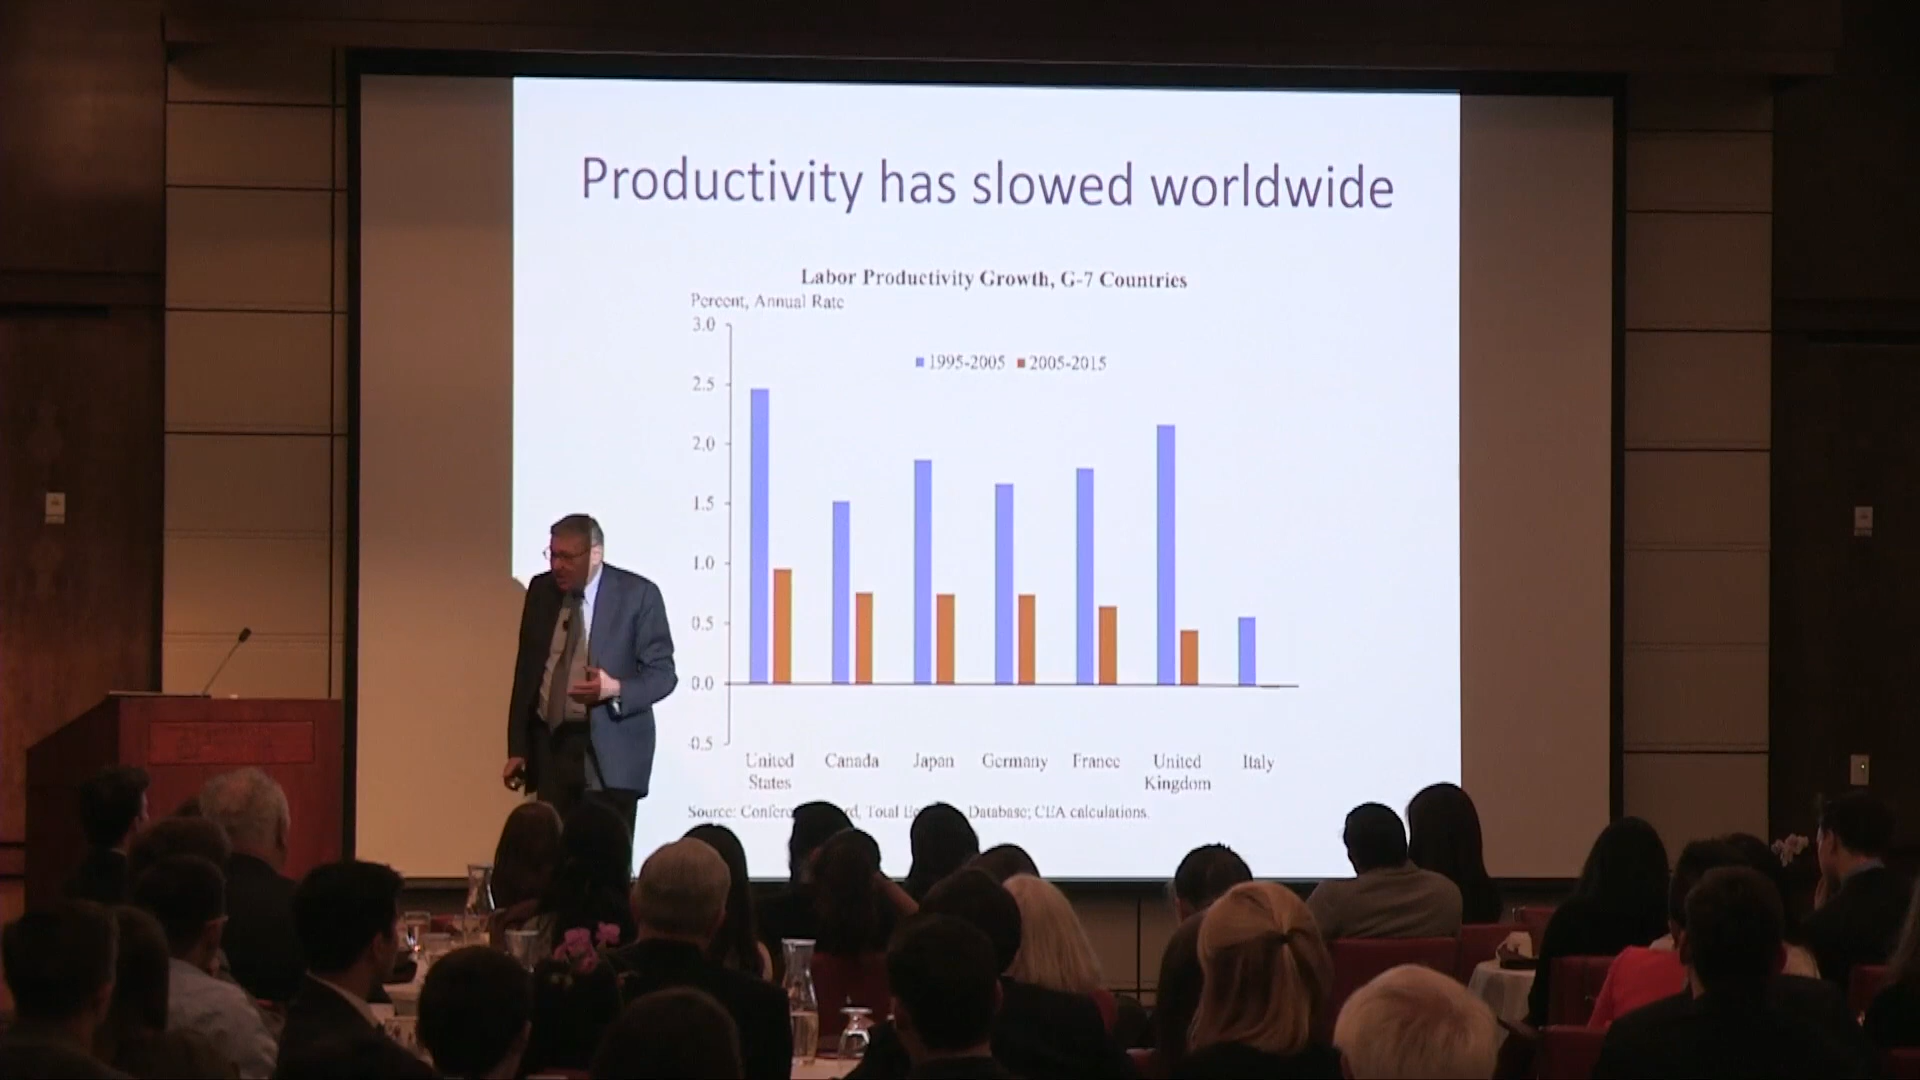 Productivity has slowed worldwide
Labor Productivity Growth, G-7 Countries
Percent, Annual Rate
3.0
1995-2005 2005-2015
2.5
2.0
1.5
1.0
0.5
0.0
-0.5
United States Canada Japan Germany France United Kingdom Italy
Source: Database; CEA calculations.